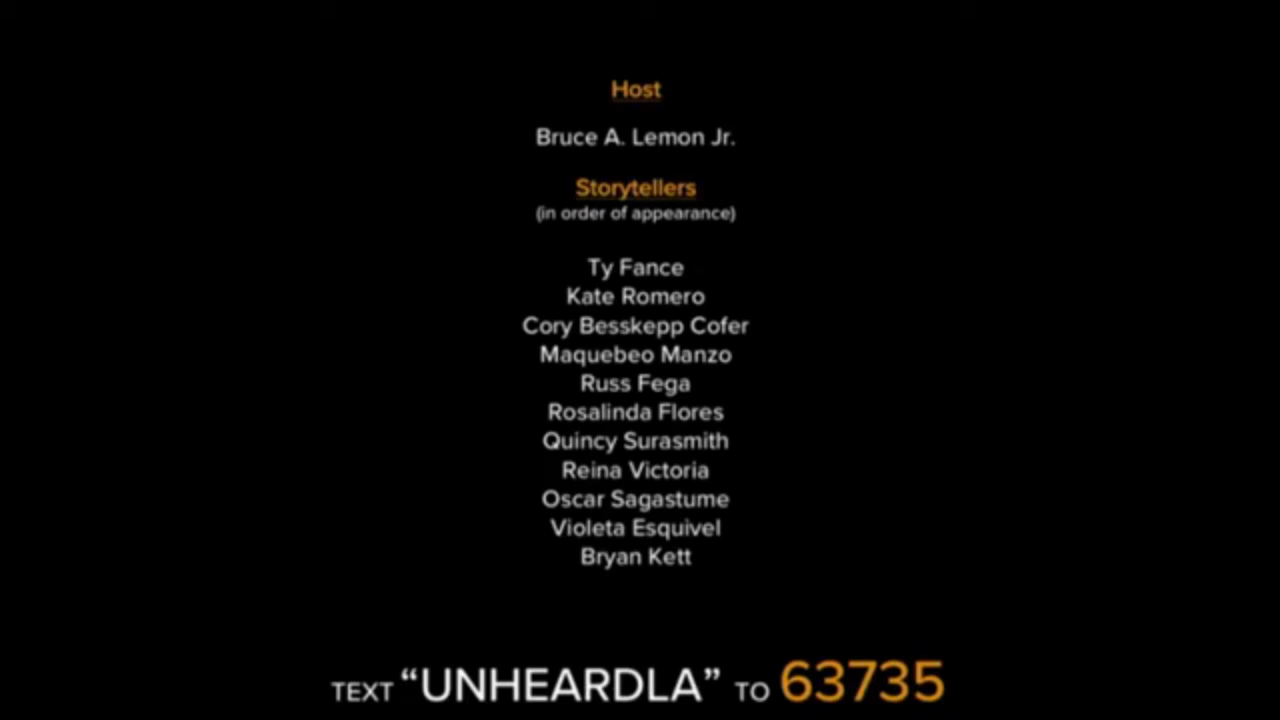 Host
Bruce A. Lemon Jr.
Storytellers
(in order of appearance)
Ty Fance
Kate Romero
Cory Besskepp Cofer
Maquebeo Manzo
Russ Fega
Rosalinda Flores
Quincy Surasmith
Reina Victoria
Oscar Sagastume
Violeta Esquivel
Bryan Kett
TEXT “UNHEARDLA” TO 63735